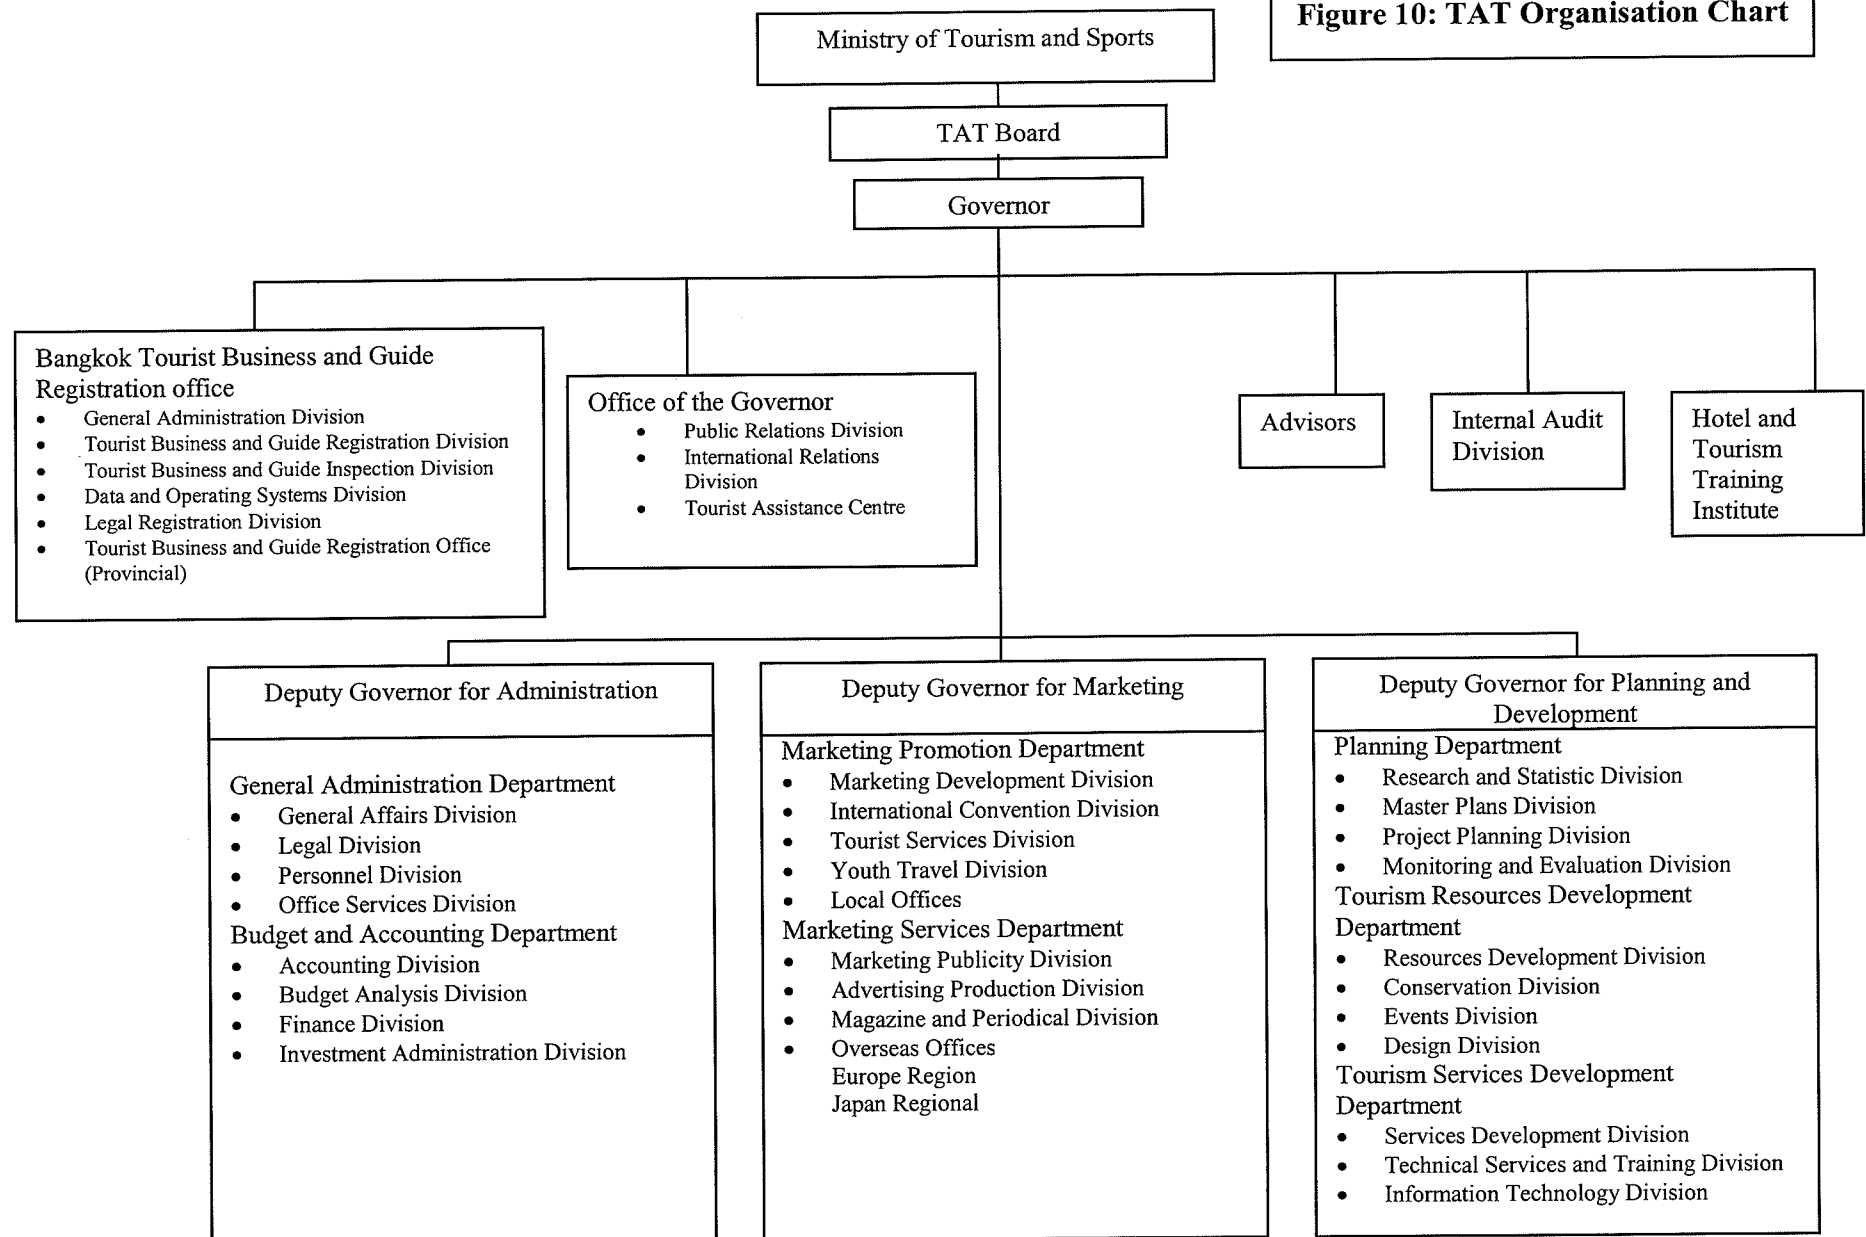 Figure 10: TAT Organisation Chart
Ministry of Tourism and Sports
TAT Board
Governor
Bangkok Tourist Business and Guide
Registration office
• General Administration Division
• Tourist Business and Guide Registration Division
• Tourist Business and Guide Inspection Division
• Data and Operating Systems Division
• Legal Registration Division
• Tourist Business and Guide Registration Office
(Provincial)
Office of the Governor
• Public Relations Division
• International Relations
Division
• Tourist Assistance Centre
Advisors
Internal Audit
Division
Hotel and
Tourism
Training
Institute
Deputy Governor for Administration
General Administration Department
• General Affairs Division
• Legal Division
• Personnel Division
• Office Services Division
Budget and Accounting Department
• Accounting Division
• Budget Analysis Division
• Finance Division
• Investment Administration Division
Deputy Governor for Marketing
Marketing Promotion Department
• Marketing Development Division
• International Convention Division
• Tourist Services Division
• Youth Travel Division
• Local Offices
Marketing Services Department
• Marketing Publicity Division
• Advertising Production Division
• Magazine and Periodical Division
• Overseas Offices
Europe Region
Japan Regional
Deputy Governor for Planning and
Development
Planning Department
• Research and Statistic Division
• Master Plans Division
• Project Planning Division
• Monitoring and Evaluation Division
Tourism Resources Development
Department
• Resources Development Division
• Conservation Division
• Events Division
• Design Division
Tourism Services Development
Department
• Services Development Division
• Technical Services and Training Division
• Information Technology Division